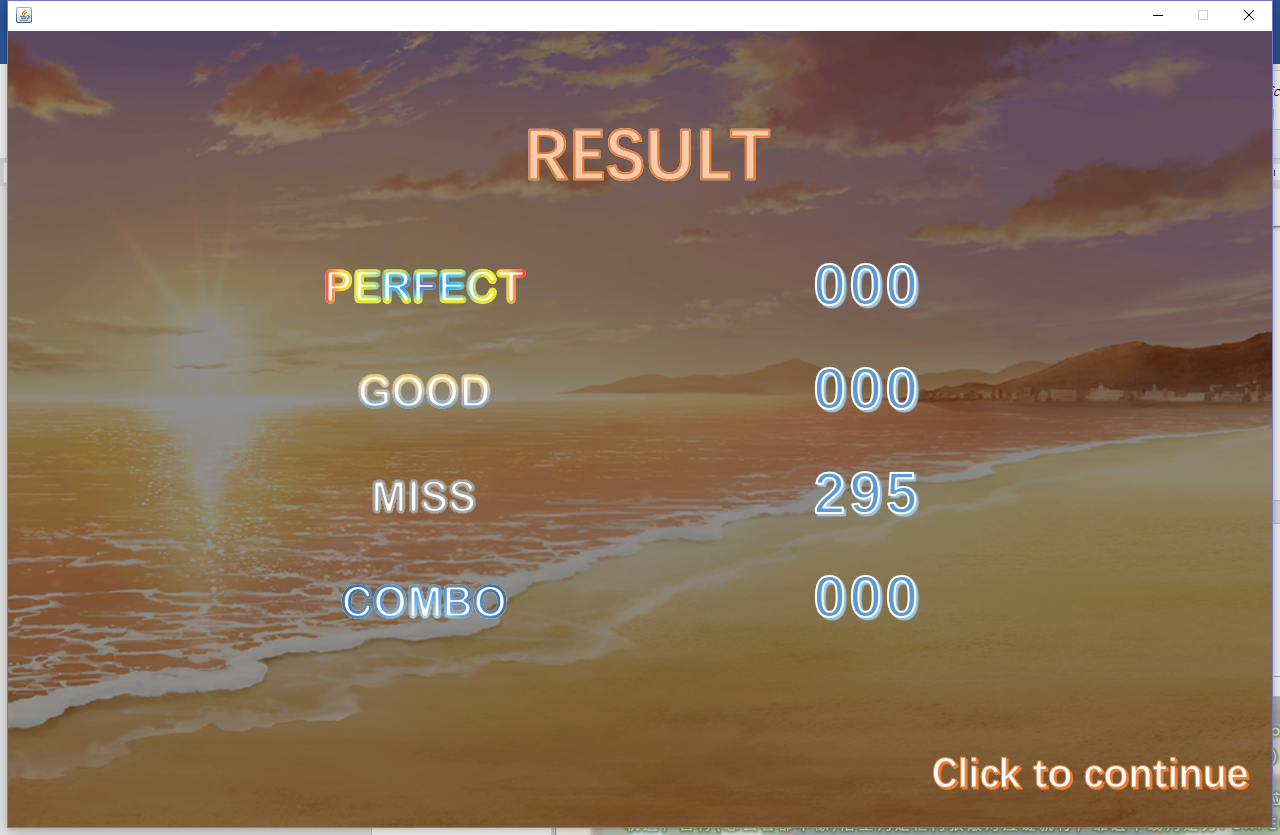 RESULT
PERFECT 000
GOOD 000
MISS 295
COMBO 000
Click to continue